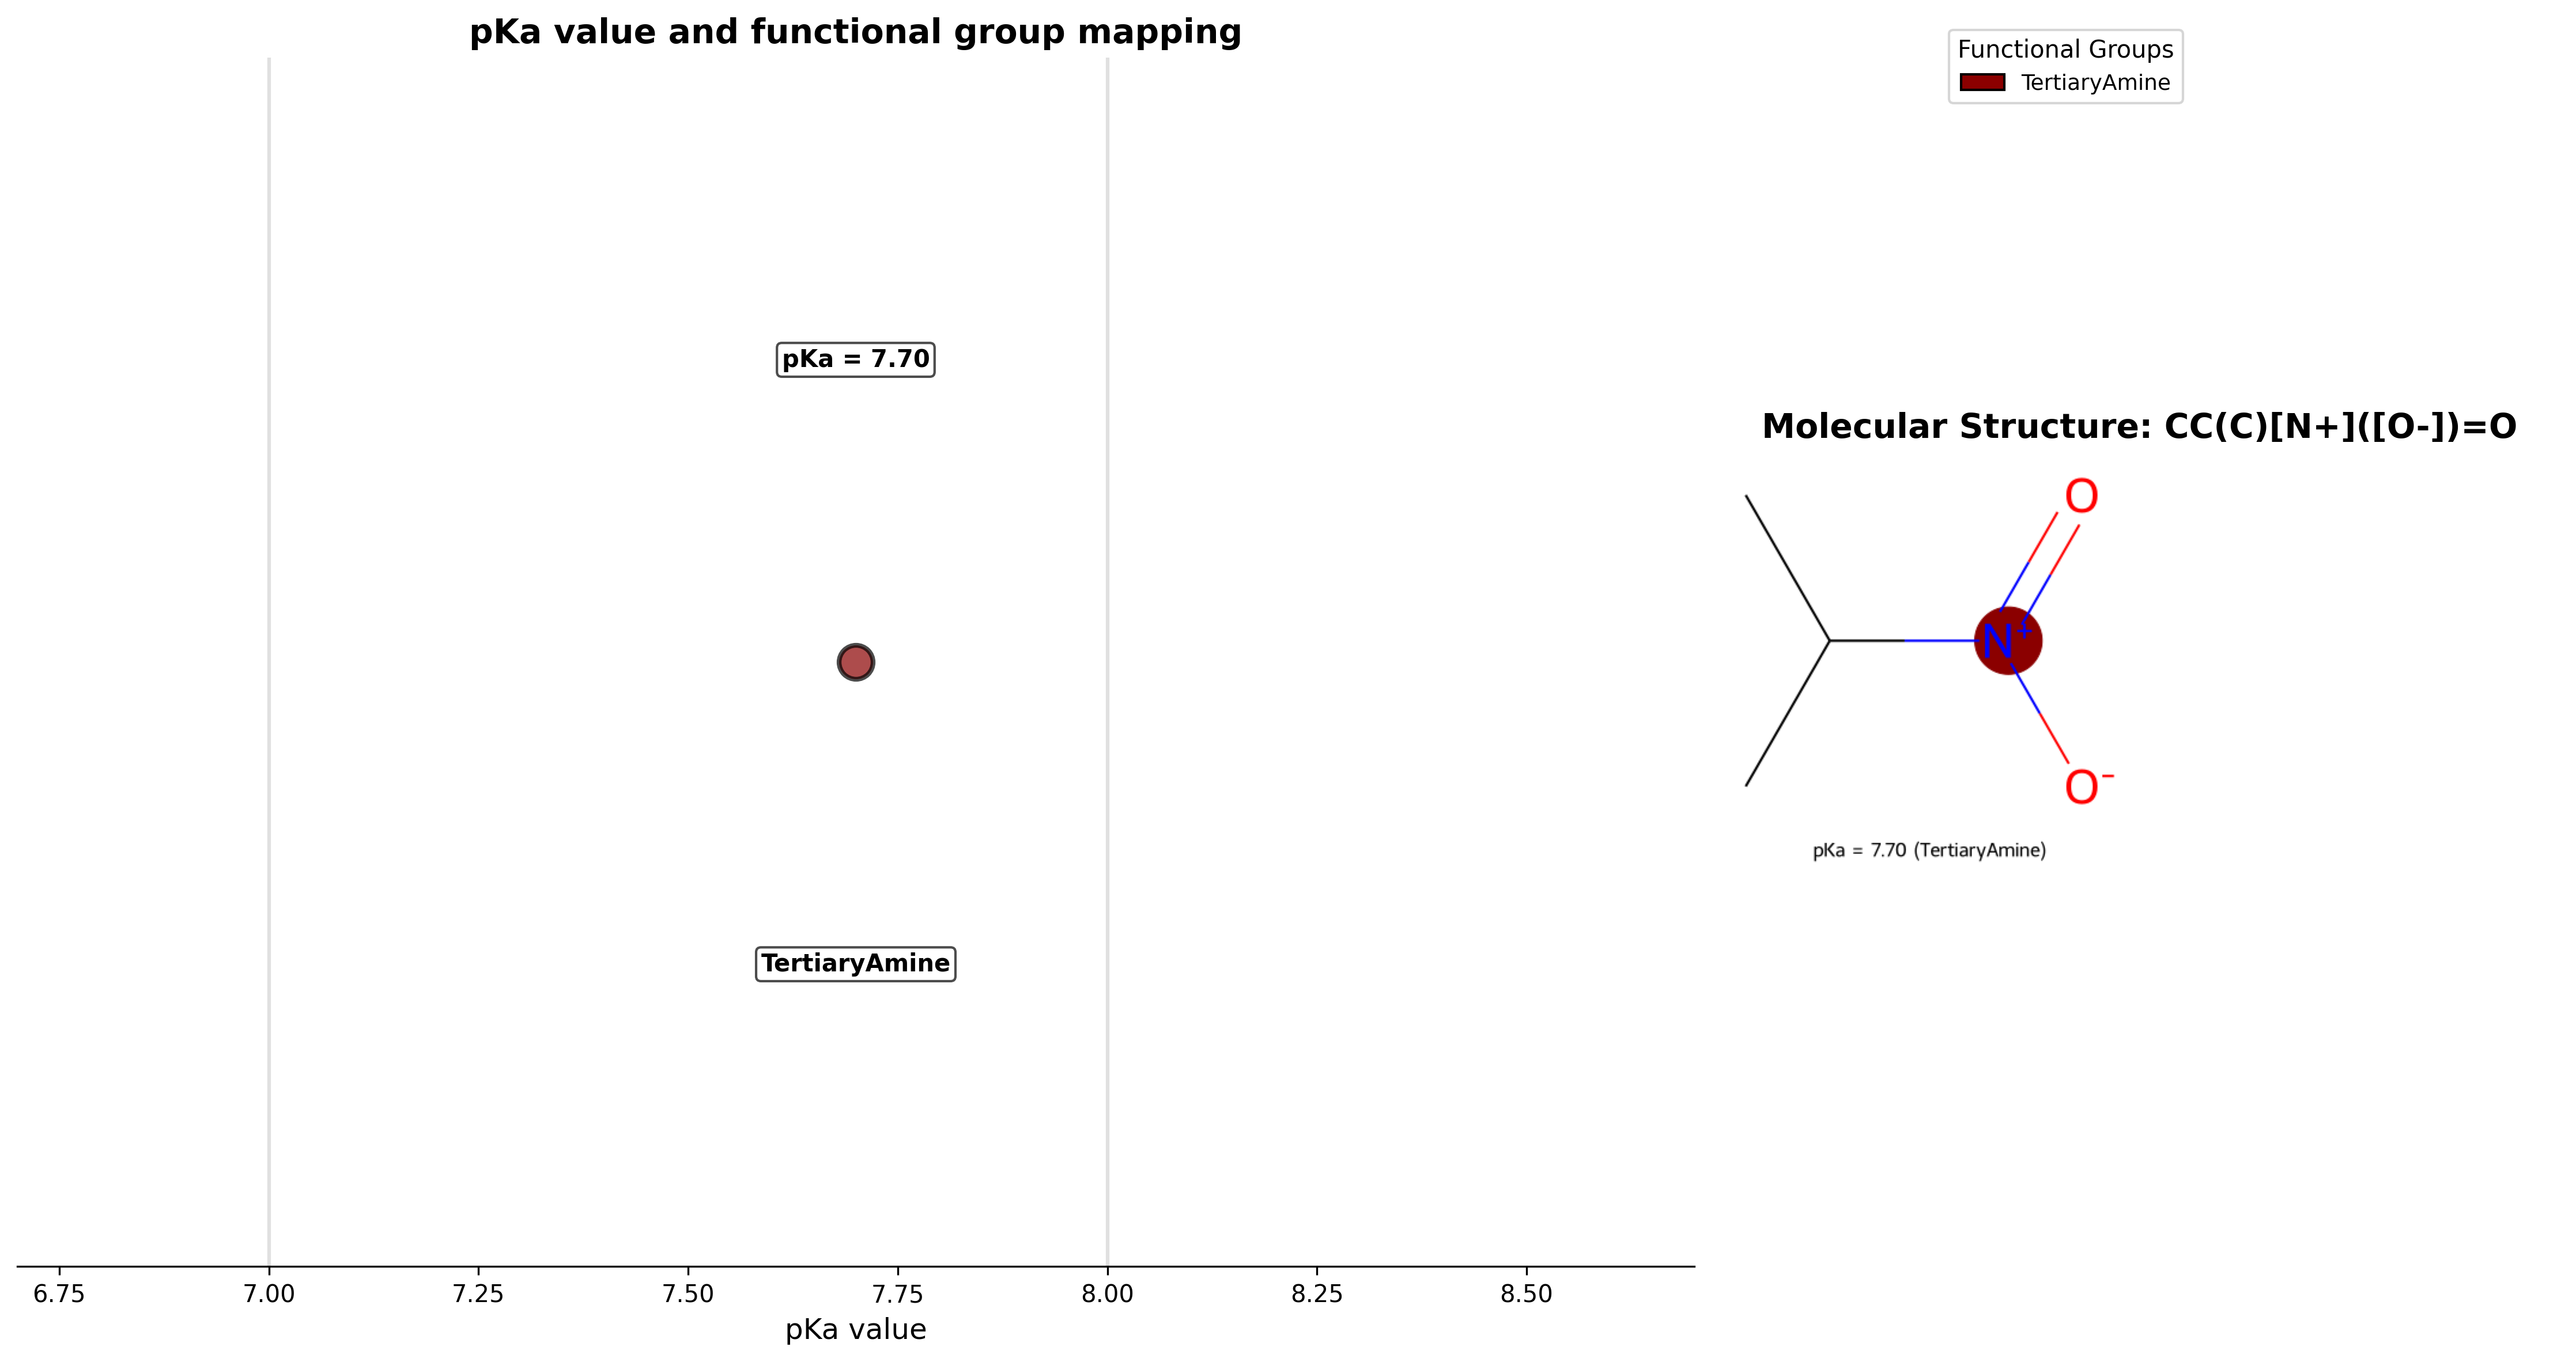 pKa value and functional group mapping
pKa = 7.70
TertiaryAmine
6.75 7.00 7.25 7.50 7.75 8.00 8.25 8.50
pKa value
Functional Groups
TertiaryAmine
Molecular Structure: CC(C)[N+]([O-])=O
O
N+
O−
pKa = 7.70 (TertiaryAmine)